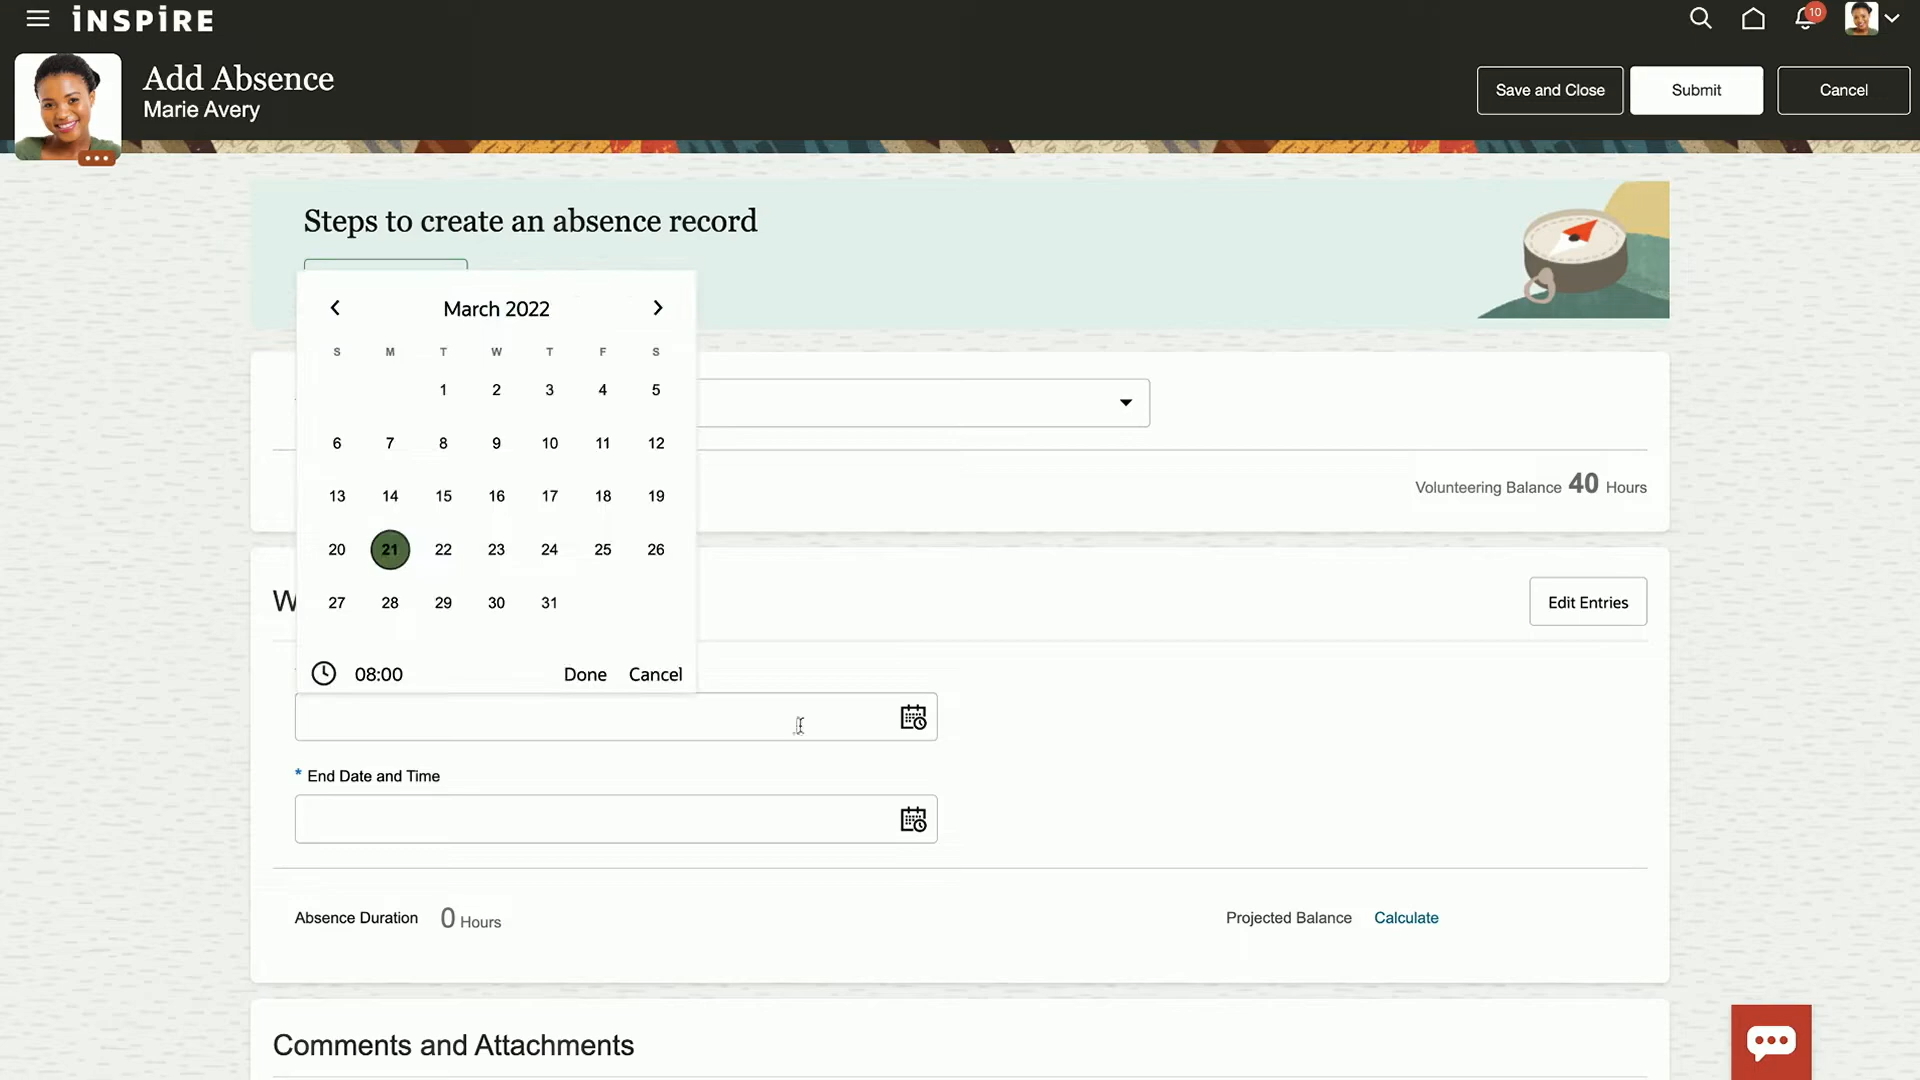 iNSPiRE
10
Add Absence
Marie Avery
Save and Close
Submit
Cancel
Steps to create an absence record
March 2022
S M T W T F S
1 2 3 4 5
6 7 8 9 10 11 12
13 14 15 16 17 18 19
20 21 22 23 24 25 26
27 28 29 30 31
08:00 Done Cancel
Volunteering Balance 40 Hours
W
Edit Entries
* End Date and Time
Absence Duration 0 Hours
Projected Balance Calculate
Comments and Attachments